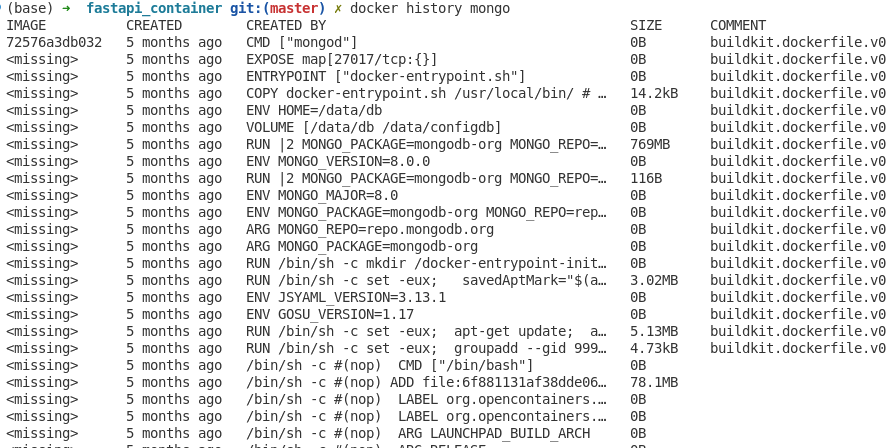 (base) → fastapi_container git:(master) ✗ docker history mongo
IMAGE CREATED CREATED BY SIZE COMMENT
72576a3db032 5 months ago CMD ["mongod"] 0B buildkit.dockerfile.v0
<missing> 5 months ago EXPOSE map[27017/tcp:{}] 0B buildkit.dockerfile.v0
<missing> 5 months ago ENTRYPOINT ["docker-entrypoint.sh"] 0B buildkit.dockerfile.v0
<missing> 5 months ago COPY docker-entrypoint.sh /usr/local/bin/ # … 14.2kB buildkit.dockerfile.v0
<missing> 5 months ago ENV HOME=/data/db 0B buildkit.dockerfile.v0
<missing> 5 months ago VOLUME [/data/db /data/configdb] 0B buildkit.dockerfile.v0
<missing> 5 months ago RUN |2 MONGO_PACKAGE=mongodb-org MONGO_REPO=… 769MB buildkit.dockerfile.v0
<missing> 5 months ago ENV MONGO_VERSION=8.0.0 0B buildkit.dockerfile.v0
<missing> 5 months ago RUN |2 MONGO_PACKAGE=mongodb-org MONGO_REPO=… 116B buildkit.dockerfile.v0
<missing> 5 months ago ENV MONGO_MAJOR=8.0 0B buildkit.dockerfile.v0
<missing> 5 months ago ENV MONGO_PACKAGE=mongodb-org MONGO_REPO=rep… 0B buildkit.dockerfile.v0
<missing> 5 months ago ARG MONGO_REPO=repo.mongodb.org 0B buildkit.dockerfile.v0
<missing> 5 months ago ARG MONGO_PACKAGE=mongodb-org 0B buildkit.dockerfile.v0
<missing> 5 months ago RUN /bin/sh -c mkdir /docker-entrypoint-init… 0B buildkit.dockerfile.v0
<missing> 5 months ago RUN /bin/sh -c set -eux; savedAptMark="$(a… 3.02MB buildkit.dockerfile.v0
<missing> 5 months ago ENV JSYAML_VERSION=3.13.1 0B buildkit.dockerfile.v0
<missing> 5 months ago ENV GOSU_VERSION=1.17 0B buildkit.dockerfile.v0
<missing> 5 months ago RUN /bin/sh -c set -eux; apt-get update; a… 5.13MB buildkit.dockerfile.v0
<missing> 5 months ago RUN /bin/sh -c set -eux; groupadd --gid 999… 4.73kB buildkit.dockerfile.v0
<missing> 5 months ago /bin/sh -c #(nop) CMD ["/bin/bash"] 0B
<missing> 5 months ago /bin/sh -c #(nop) ADD file:6f881131af38dde06… 78.1MB
<missing> 5 months ago /bin/sh -c #(nop) LABEL org.opencontainers.… 0B
<missing> 5 months ago /bin/sh -c #(nop) LABEL org.opencontainers.… 0B
<missing> 5 months ago /bin/sh -c #(nop) ARG LAUNCHPAD_BUILD_ARCH 0B
<missing> 5 months ago /bin/sh -c #(nop) ARG RELEASE 0B